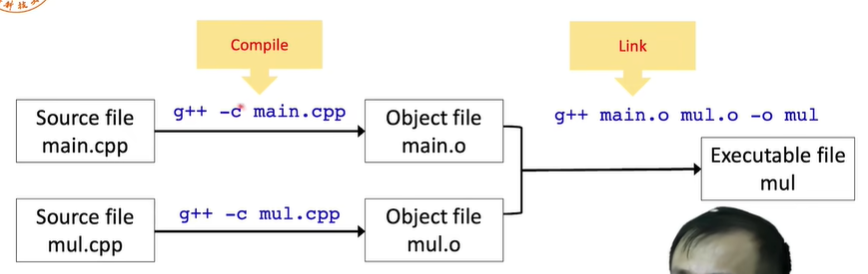 Compile
Link
g++ -c main.cpp
g++ main.o mul.o -o mul
Source file
main.cpp
Object file
main.o
Executable file
mul
g++ -c mul.cpp
Source file
mul.cpp
Object file
mul.o